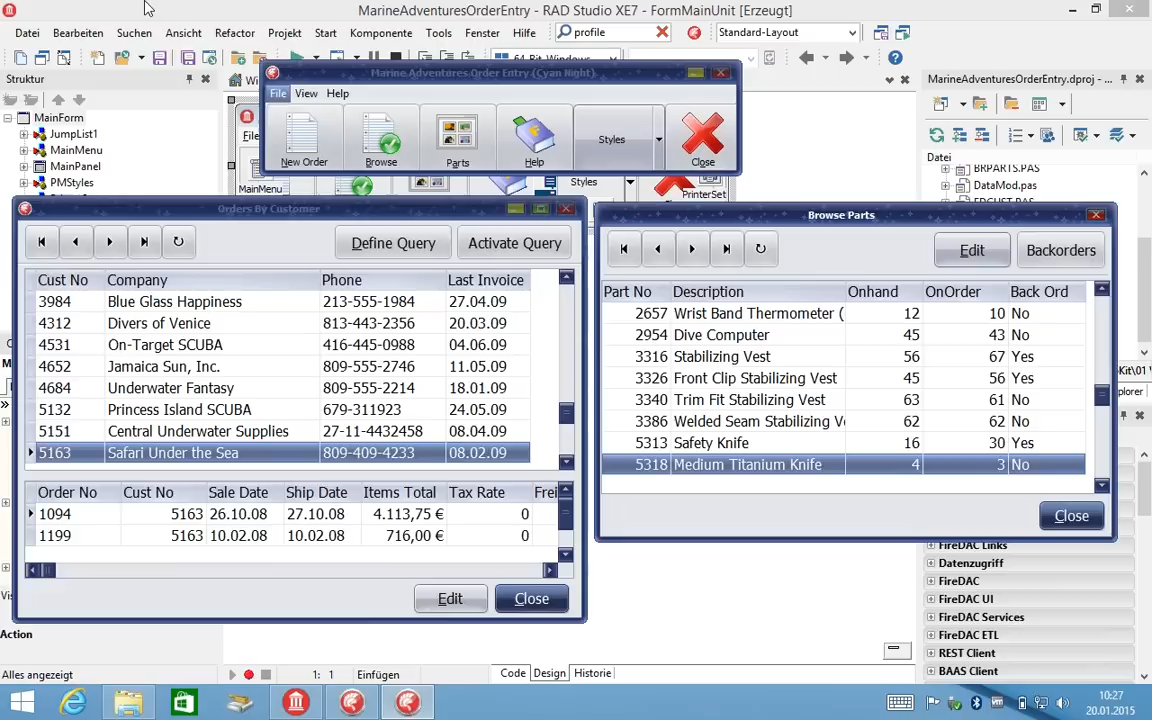 MarineAdventuresOrderEntry - RAD Studio XE7 - FormMainUnit [Erzeugt]
Datei Bearbeiten Suchen Ansicht Refactor Projekt Start Komponente Tools Fenster Hilfe profile Standard-Layout
Struktur
MainForm
JumpList1
MainMenu
MainPanel
PMStyles
Marine Adventures Order Entry (Cyan Night)
File View Help
New Order Browse Parts Help Styles Close
MainMenu Styles PrinterSet
MarineAdventuresOrderEntry.dproj - ...
Datei
BRPARTS.PAS
DataMod.pas
Orders By Customer
Define Query Activate Query
Cust No Company Phone Last Invoice
3984 Blue Glass Happiness 213-555-1984 27.04.09
4312 Divers of Venice 813-443-2356 20.03.09
4531 On-Target SCUBA 416-445-0988 04.06.09
4652 Jamaica Sun, Inc. 809-555-2746 11.05.09
4684 Underwater Fantasy 809-555-2214 18.01.09
5132 Princess Island SCUBA 679-311923 24.05.09
5151 Central Underwater Supplies 27-11-4432458 08.04.09
5163 Safari Under the Sea 809-409-4233 08.02.09
Order No Cust No Sale Date Ship Date Items Total Tax Rate Frei
1094 5163 26.10.08 27.10.08 4.113,75 € 0
1199 5163 10.02.08 10.02.08 716,00 € 0
Edit Close
Browse Parts
Edit Backorders
Part No Description Onhand OnOrder Back Ord
2657 Wrist Band Thermometer ( 12 10 No
2954 Dive Computer 45 43 No
3316 Stabilizing Vest 56 67 Yes
3326 Front Clip Stabilizing Vest 45 56 Yes
3340 Trim Fit Stabilizing Vest 63 61 No
3386 Welded Seam Stabilizing V 62 62 No
5313 Safety Knife 16 30 Yes
5318 Medium Titanium Knife 4 3 No
Close
FireDAC Links
Datenzugriff
FireDAC
FireDAC UI
FireDAC Services
FireDAC ETL
REST Client
BAAS Client
Action
Alles angezeigt 1: 1 Einfügen Code Design Historie
10:27
20.01.2015